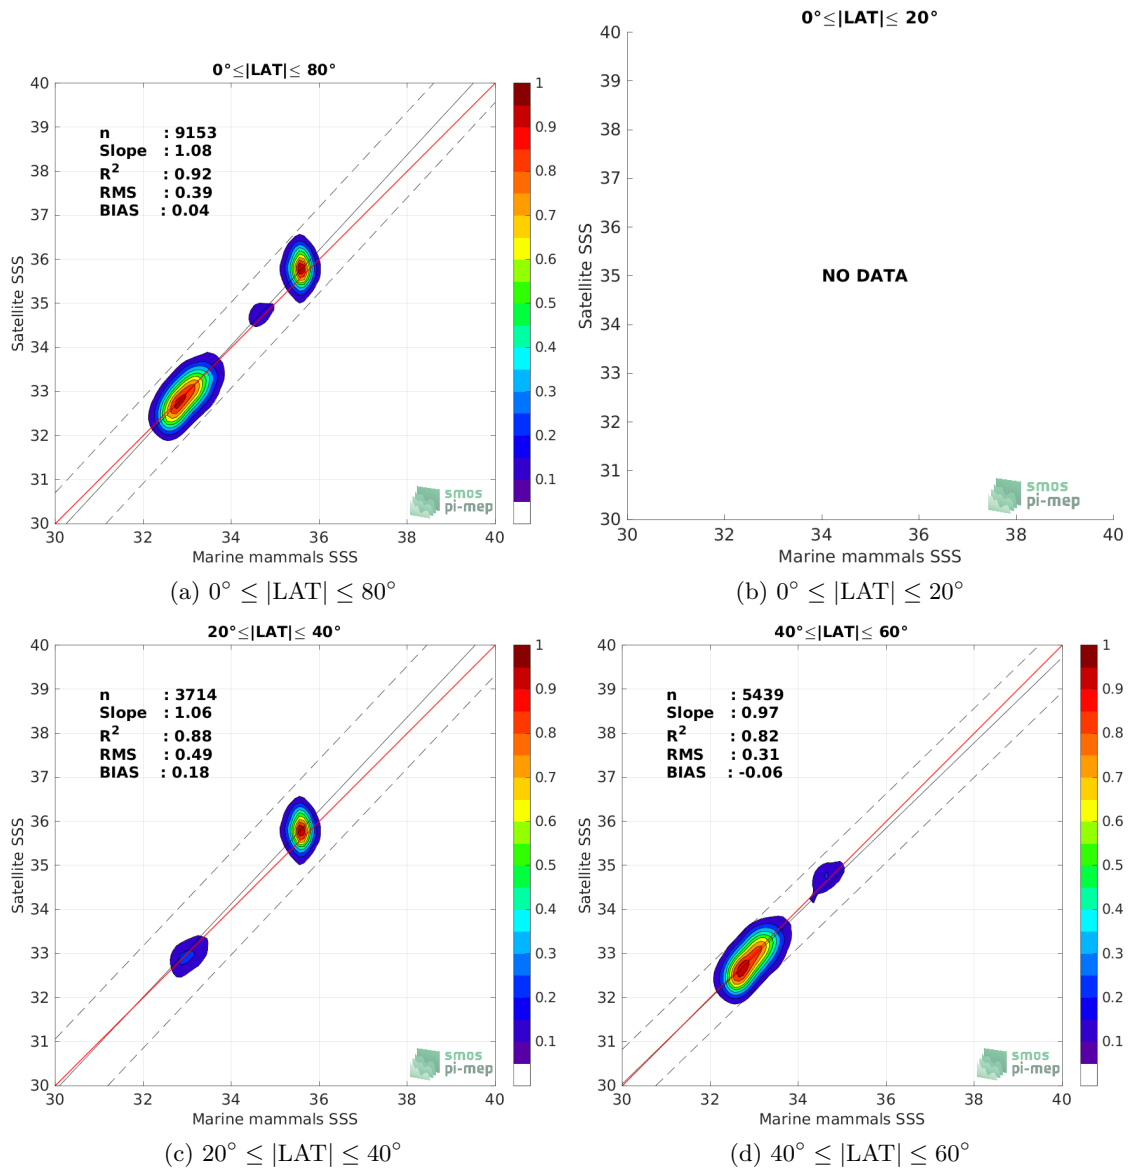 0°≤|LAT|≤ 80°
40
39
38
37
36
35
34
33
32
31
30
Satellite SSS
n : 9153
Slope : 1.08
R² : 0.92
RMS : 0.39
BIAS : 0.04
smos
pi-mep
30 32 34 36 38 40
Marine mammals SSS
1
0.9
0.8
0.7
0.6
0.5
0.4
0.3
0.2
0.1
(a) 0° ≤ |LAT| ≤ 80°
0°≤|LAT|≤ 20°
40
39
38
37
36
35
34
33
32
31
30
Satellite SSS
NO DATA
smos
pi-mep
30 32 34 36 38 40
Marine mammals SSS
(b) 0° ≤ |LAT| ≤ 20°
20°≤|LAT|≤ 40°
40
39
38
37
36
35
34
33
32
31
30
Satellite SSS
n : 3714
Slope : 1.06
R² : 0.88
RMS : 0.49
BIAS : 0.18
smos
pi-mep
30 32 34 36 38 40
Marine mammals SSS
1
0.9
0.8
0.7
0.6
0.5
0.4
0.3
0.2
0.1
(c) 20° ≤ |LAT| ≤ 40°
40°≤|LAT|≤ 60°
40
39
38
37
36
35
34
33
32
31
30
Satellite SSS
n : 5439
Slope : 0.97
R² : 0.82
RMS : 0.31
BIAS : -0.06
smos
pi-mep
30 32 34 36 38 40
Marine mammals SSS
1
0.9
0.8
0.7
0.6
0.5
0.4
0.3
0.2
0.1
(d) 40° ≤ |LAT| ≤ 60°